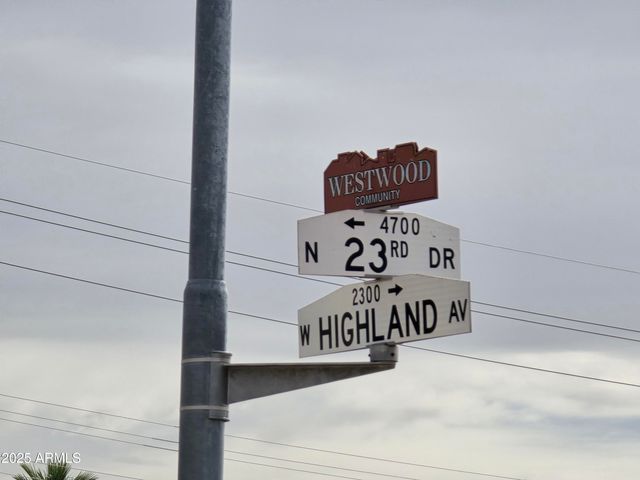 WESTWOOD
COMMUNITY
← 4700
N 23RD DR
2300 →
W HIGHLAND AV
2025 ARMLS